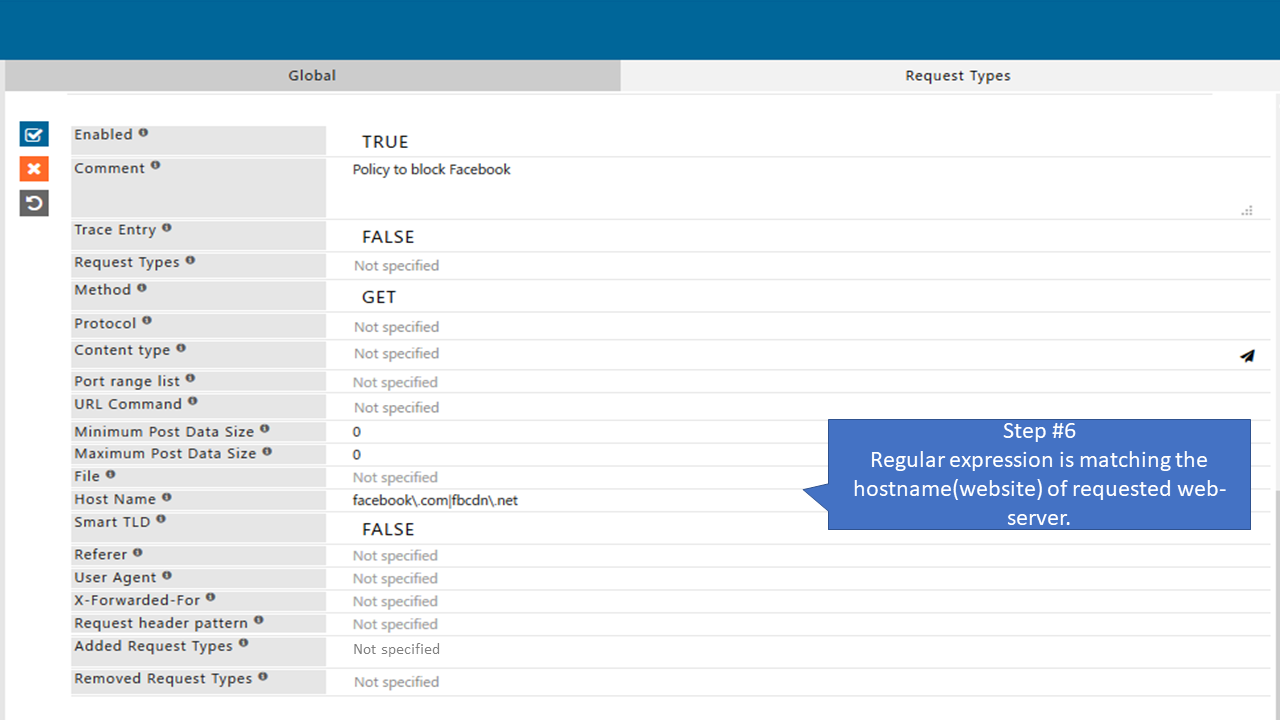 Global
Request Types
Enabled
TRUE
Comment
Policy to block Facebook
Trace Entry
FALSE
Request Types
Not specified
Method
GET
Protocol
Not specified
Content type
Not specified
Port range list
Not specified
URL Command
Not specified
Minimum Post Data Size
0
Maximum Post Data Size
0
File
Not specified
Host Name
facebook\.com|fbcdn\.net
Smart TLD
FALSE
Referer
Not specified
User Agent
Not specified
X-Forwarded-For
Not specified
Request header pattern
Not specified
Added Request Types
Not specified
Removed Request Types
Not specified
Step #6
Regular expression is matching the
hostname(website) of requested web-
server.